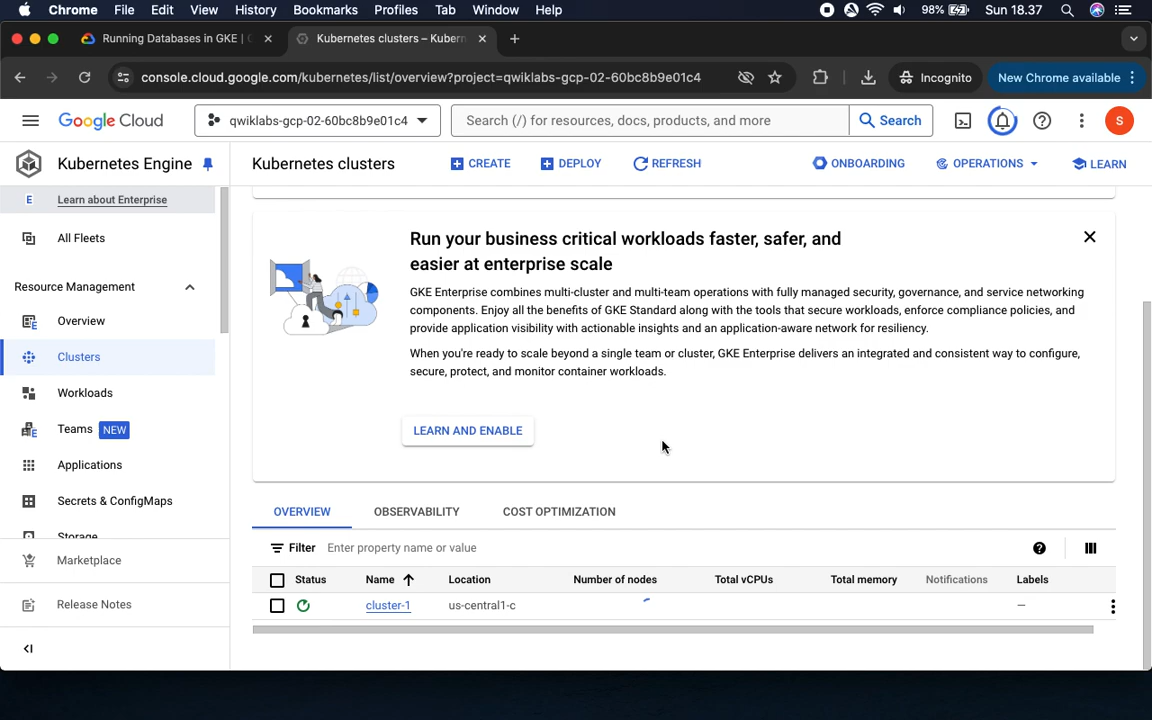 Chrome File Edit View History Bookmarks Profiles Tab Window Help 98% Sun 18.37
Running Databases in GKE | Kubernetes clusters – Kubern
console.cloud.google.com/kubernetes/list/overview?project=qwiklabs-gcp-02-60bc8b9e01c4 Incognito New Chrome available
Google Cloud qwiklabs-gcp-02-60bc8b9e01c4 Search (/) for resources, docs, products, and more Search S
Kubernetes Engine Kubernetes clusters CREATE DEPLOY REFRESH ONBOARDING OPERATIONS LEARN
E Learn about Enterprise
All Fleets
Resource Management
Overview
Clusters
Workloads
Teams NEW
Applications
Secrets & ConfigMaps
Storage
Marketplace
Release Notes
Run your business critical workloads faster, safer, and
easier at enterprise scale
GKE Enterprise combines multi-cluster and multi-team operations with fully managed security, governance, and service networking
components. Enjoy all the benefits of GKE Standard along with the tools that secure workloads, enforce compliance policies, and
provide application visibility with actionable insights and an application-aware network for resiliency.
When you're ready to scale beyond a single team or cluster, GKE Enterprise delivers an integrated and consistent way to configure,
secure, protect, and monitor container workloads.
LEARN AND ENABLE
OVERVIEW OBSERVABILITY COST OPTIMIZATION
Filter Enter property name or value
Status Name Location Number of nodes Total vCPUs Total memory Notifications Labels
cluster-1 us-central1-c –